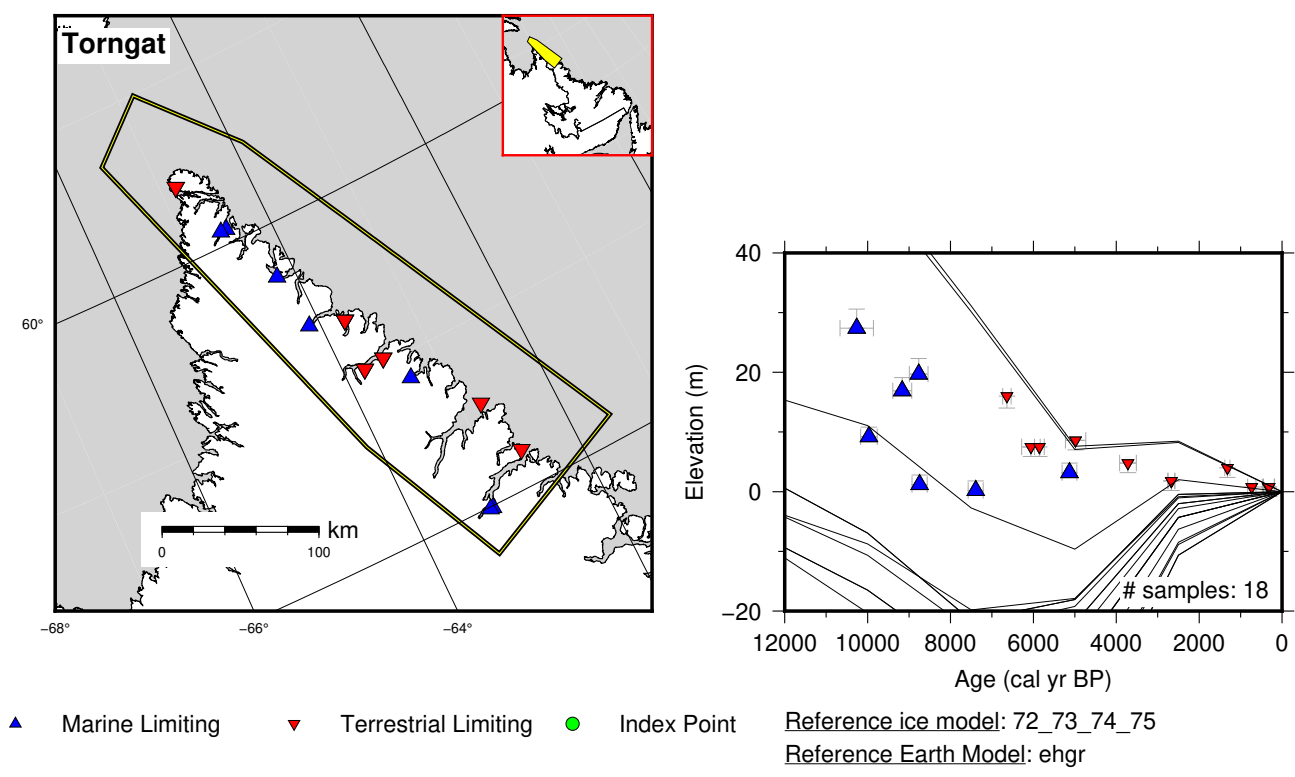 Torngat
60°
km
0 100
−68° −66° −64°
40
20
0
−20
Elevation (m)
# samples: 18
12000 10000 8000 6000 4000 2000 0
Age (cal yr BP)
Marine Limiting Terrestrial Limiting Index Point
Reference ice model: 72_73_74_75
Reference Earth Model: ehgr